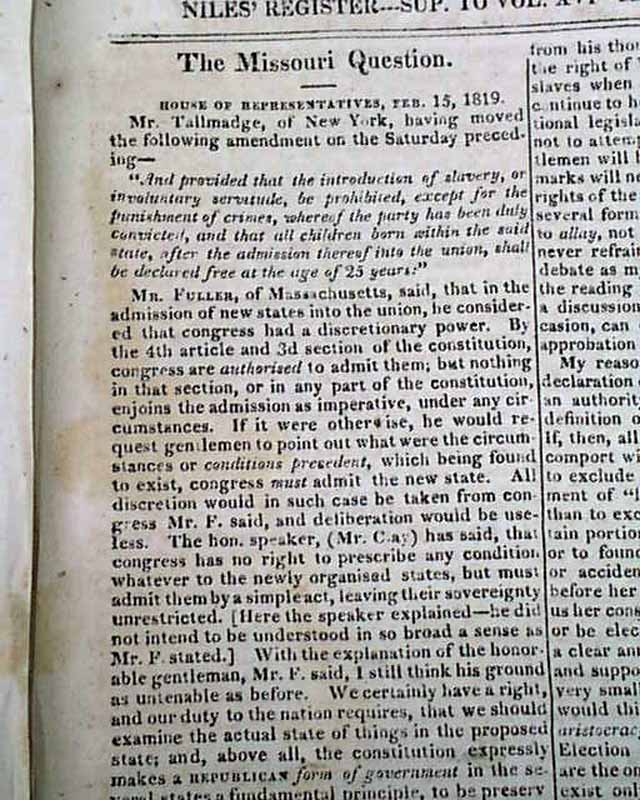 NILES' REGISTER—SUP. TO VOL. XVI
The Missouri Question.
HOUSE OF REPRESENTATIVES, FEB. 15, 1819.
Mr. Tallmadge, of New York, having moved
the following amendment on the Saturday preced-
ing—
"And provided that the introduction of slavery, or
involuntary servitude, be prohibited, except for the
punishment of crimes, whereof the party has been duly
convicted, and that all children born within the said
state, after the admission thereof into the union, shall
be declared free at the age of 25 years:"
MR. FULLER, of Massachusetts, said, that in the
admission of new states into the union, he consider-
ed that congress had a discretionary power. By
the 4th article and 3d section of the constitution,
congress are authorised to admit them; but nothing
in that section, or in any part of the constitution,
enjoins the admission as imperative, under any cir-
cumstances. If it were otherwise, he would re-
quest gentlemen to point out what were the circum-
stances or conditions precedent, which being found
to exist, congress must admit the new state. All
discretion would in such case be taken from con-
gress Mr. F. said, and deliberation would be use-
less. The hon. speaker, (Mr. Clay) has said, that
congress has no right to prescribe any condition
whatever to the newly organised states, but must
admit them by a simple act, leaving their sovereignty
unrestricted. [Here the speaker explained—he did
not intend to be understood in so broad a sense as
Mr. F. stated.] With the explanation of the honor-
able gentleman, Mr. F. said, I still think his ground
as untenable as before. We certainly have a right,
and our duty to the nation requires, that we should
examine the actual state of things in the proposed
state; and, above all, the constitution expressly
makes a REPUBLICAN form of government in the se-
veral states a fundamental principle, to be preserv
from his thou
the right of
slaves when
continue to h
tional legisla
not to attemp
tlemen will
marks will ne
rights of the
several form
to allay, not
never refrain
debate as m
the reading
a discussion
casion, can
approbation
My reaso
declaration
an authorit
definition o
If, then, all
comport wi
to exclude
ment of "l
than to exc
tain portion
or to found
or acciden
before her
us her cons
or be elec
a clear an
and suppo
very small
would thi
aristocracy
Election
are the on
exist on